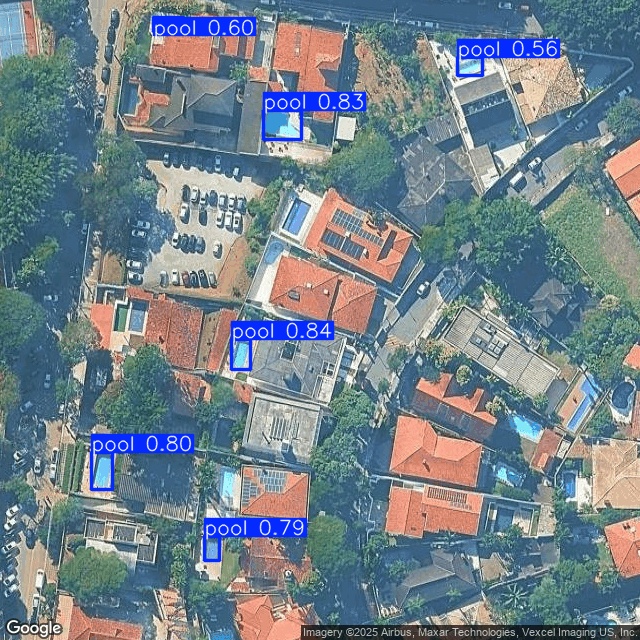 pool 0.60
pool 0.56
pool 0.83
pool 0.84
pool 0.80
pool 0.79
Google
Imagery ©2025 Airbus, Maxar Technologies, Vexcel Imaging US, Inc.